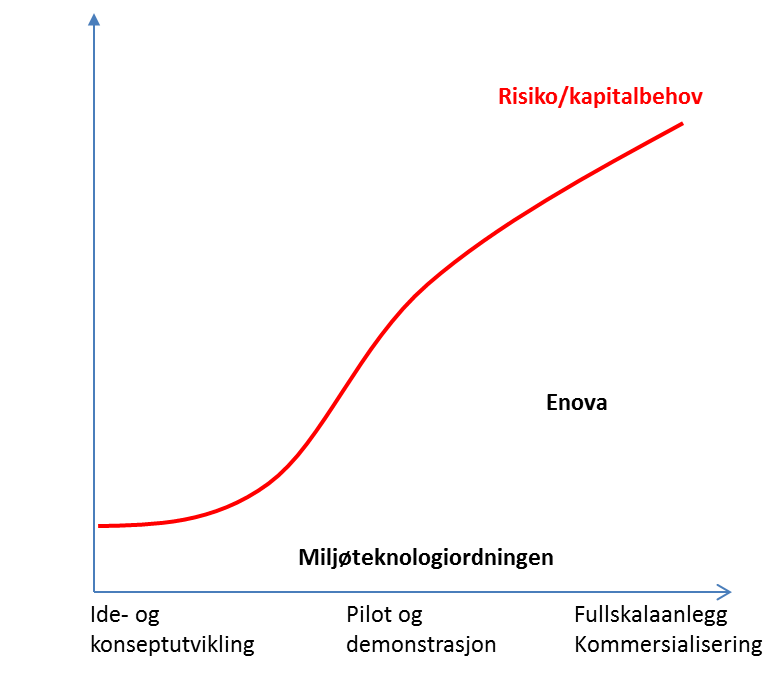 Risiko/kapitalbehov
Enova
Miljøteknologiordningen
Ide- og
konseptutvikling
Pilot og
demonstrasjon
Fullskalaanlegg
Kommersialisering